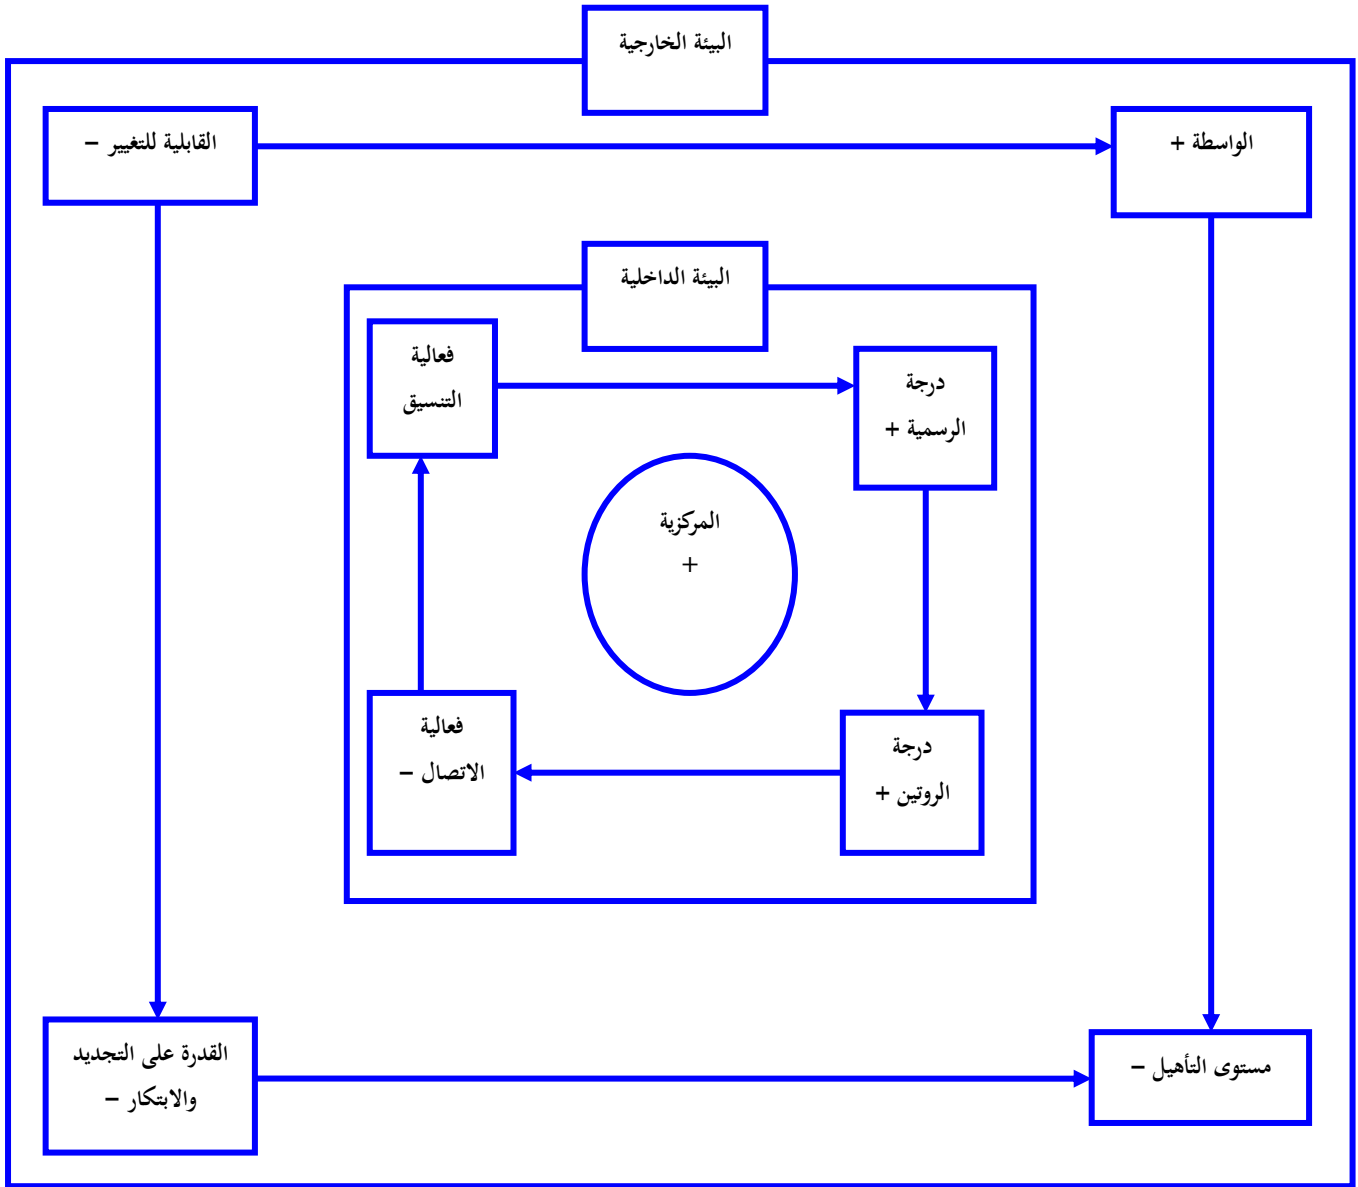 البيئة الخارجية
القابلية للتغيير –
الواسطة +
البيئة الداخلية
فعالية
التنسيق
درجة
الرسمية +
المركزية
+
فعالية
الاتصال –
درجة
الروتين +
القدرة على التجديد
والابتكار –
مستوى التأهيل –